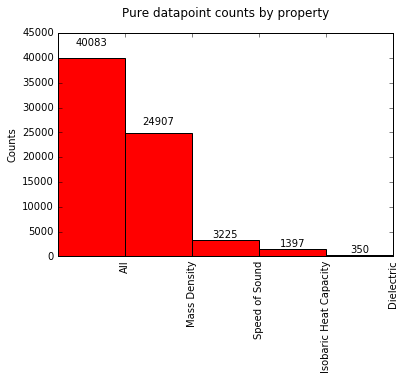 Pure datapoint counts by property
45000
40000
35000
30000
25000
20000
15000
10000
5000
0
Counts
40083
24907
3225
1397
350
All
Mass Density
Speed of Sound
Isobaric Heat Capacity
Dielectric